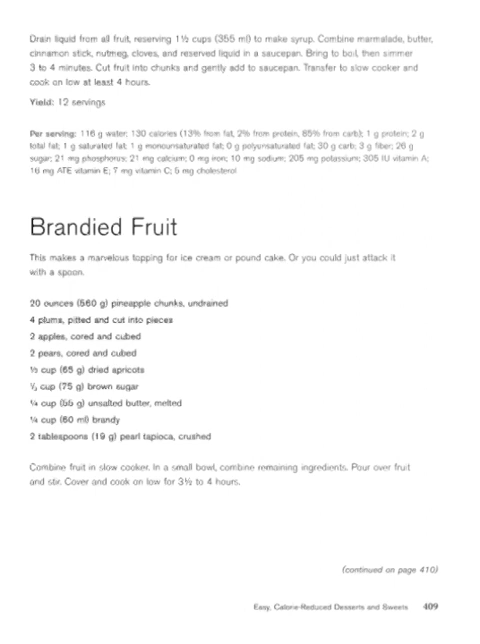 Drain liquid from all fruit, reserving 1½ cups (355 ml) to make syrup. Combine marmalade, butter,
cinnamon stick, nutmeg, cloves, and reserved liquid in a saucepan. Bring to boil, then simmer
3 to 4 minutes. Cut fruit into chunks and gently add to saucepan. Transfer to slow cooker and
cook on low at least 4 hours.
Yield: 12 servings
Per serving: 116 g water; 130 calories (13% from fat, 2% from protein, 85% from carb); 1 g protein; 2 g
total fat; 1 g saturated fat; 1 g monounsaturated fat; 0 g polyunsaturated fat; 30 g carb; 3 g fiber; 26 g
sugar; 21 mg phosphorus; 21 mg calcium; 0 mg iron; 10 mg sodium; 205 mg potassium; 305 IU vitamin A;
16 mg ATE vitamin E; 7 mg vitamin C; 5 mg cholesterol
Brandied Fruit
This makes a marvelous topping for ice cream or pound cake. Or you could just attack it
with a spoon.
20 ounces (560 g) pineapple chunks, undrained
4 plums, pitted and cut into pieces
2 apples, cored and cubed
2 pears, cored and cubed
½ cup (65 g) dried apricots
⅓ cup (75 g) brown sugar
¼ cup (55 g) unsalted butter, melted
¼ cup (60 ml) brandy
2 tablespoons (19 g) pearl tapioca, crushed
Combine fruit in slow cooker. In a small bowl, combine remaining ingredients. Pour over fruit
and stir. Cover and cook on low for 3½ to 4 hours.
(continued on page 410)
Easy, Calorie-Reduced Desserts and Sweets 409